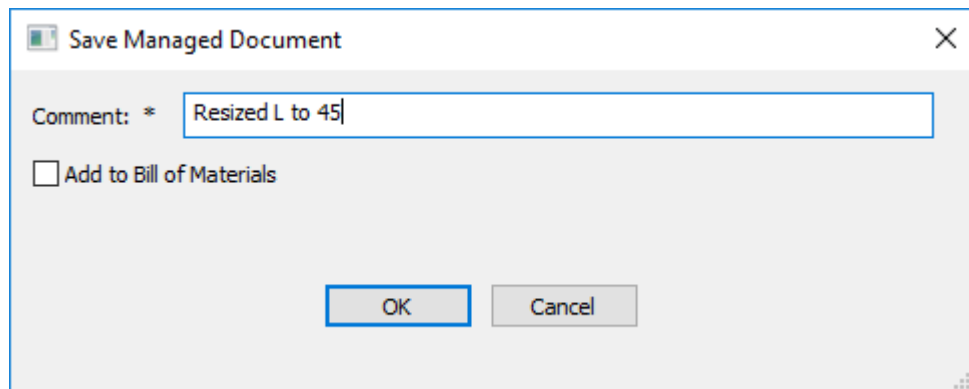 Save Managed Document
Comment: * Resized L to 45
Add to Bill of Materials
OK Cancel